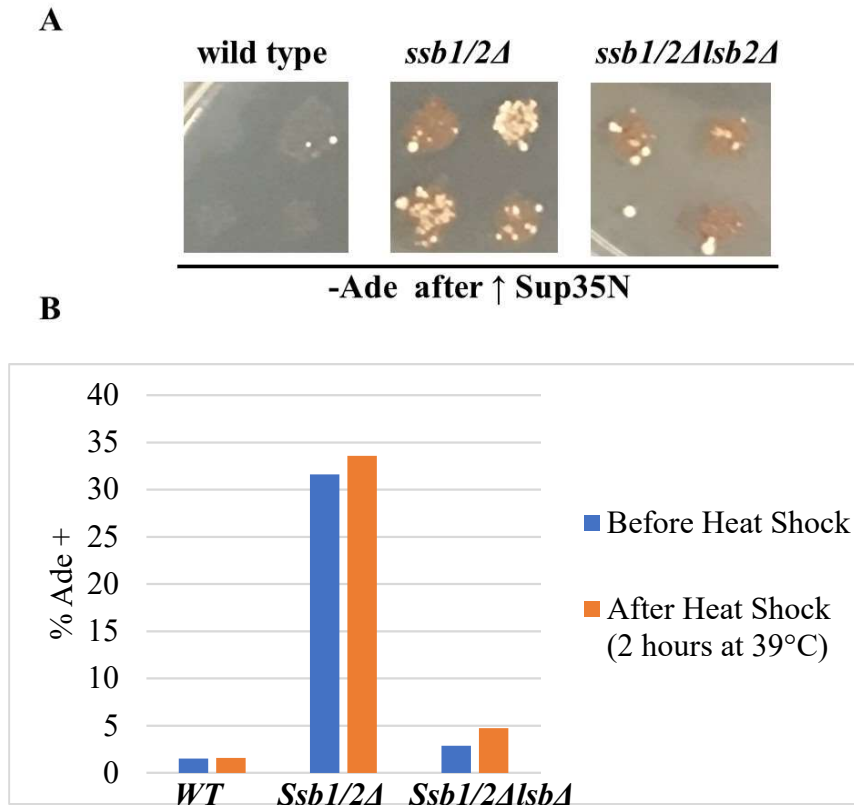 A
wild type ssb1/2Δ ssb1/2Δlsb2Δ
-Ade after ↑ Sup35N
B
40
35
30
25
20
15
10
5
0
% Ade +
WT Ssb1/2Δ Ssb1/2ΔlsbΔ
Before Heat Shock
After Heat Shock
(2 hours at 39°C)